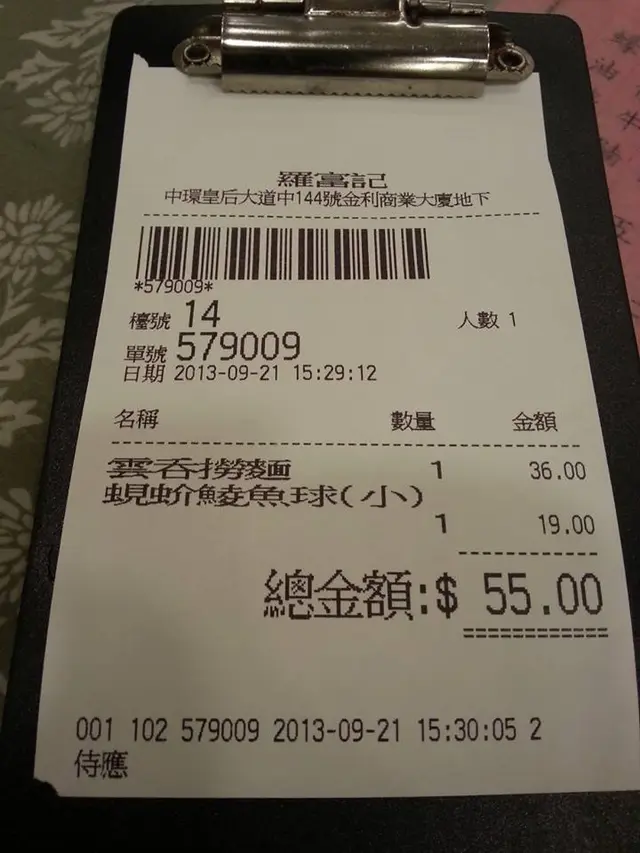 羅富記
中環皇后大道中144號金利商業大廈地下
*579009*
檯號 14 人數 1
單號 579009
日期 2013-09-21 15:29:12
名稱 數量 金額
雲吞撈麵 1 36.00
蜆蚧鯪魚球(小)
1 19.00
總金額:$ 55.00
001 102 579009 2013-09-21 15:30:05 2
侍應
油
牛